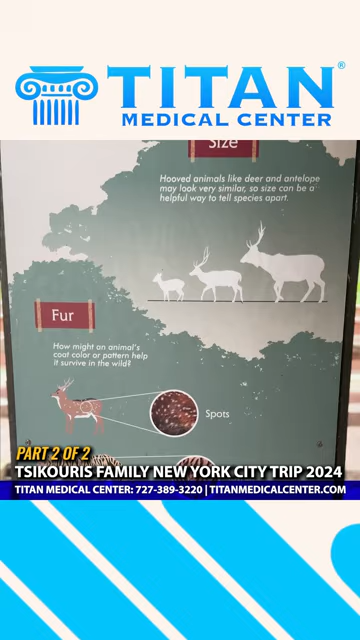 TITAN®
MEDICAL CENTER
Size
Hooved animals like deer and antelope
may look very similar, so size can be a
helpful way to tell species apart.
Fur
How might an animal's
coat color or pattern help
it survive in the wild?
Spots
PART 2 OF 2
TSIKOURIS FAMILY NEW YORK CITY TRIP 2024
TITAN MEDICAL CENTER: 727-389-3220 | TITANMEDICALCENTER.COM